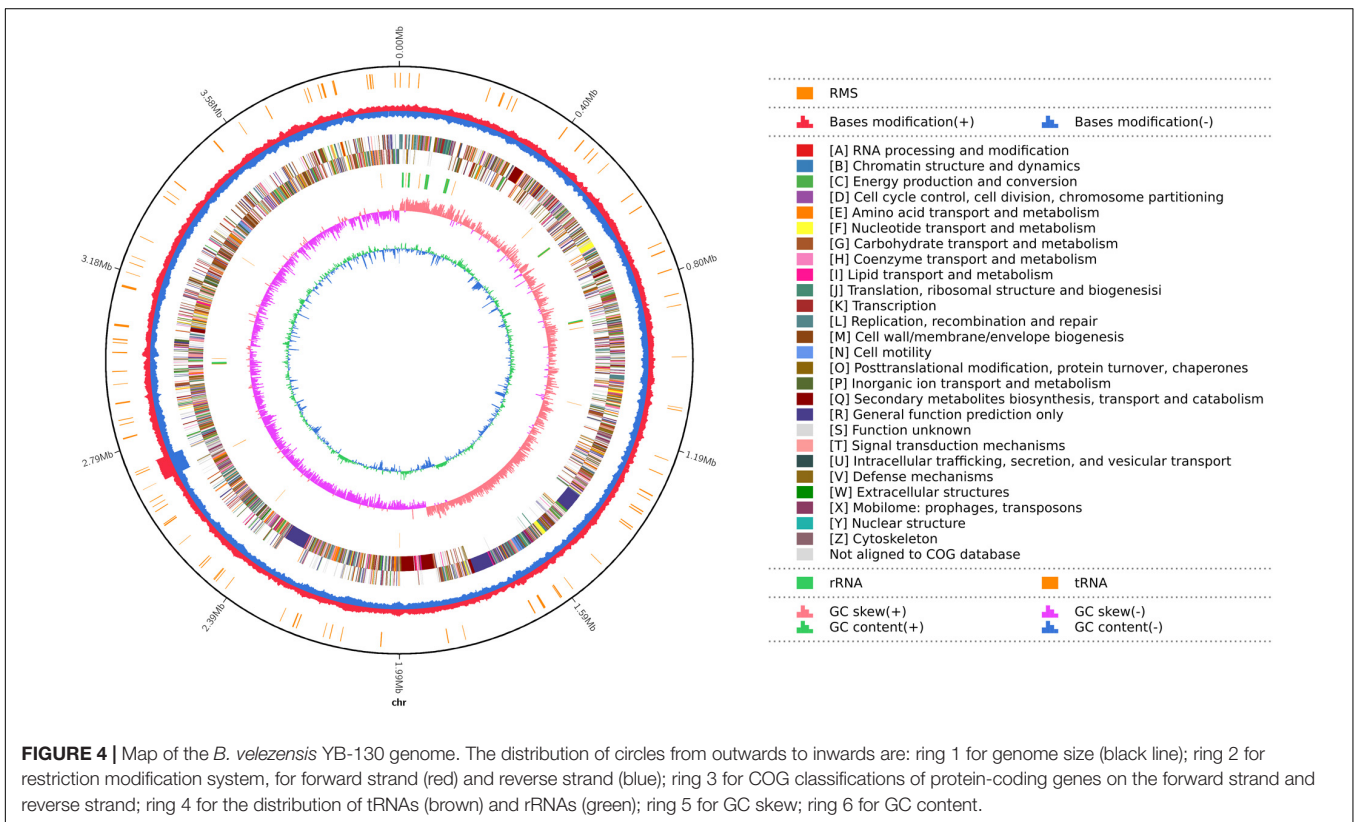 0.00Mb
0.40Mb
0.80Mb
1.19Mb
1.59Mb
1.99Mb
chr
2.39Mb
2.79Mb
3.18Mb
3.58Mb
RMS
Bases modification(+) Bases modification(-)
[A] RNA processing and modification
[B] Chromatin structure and dynamics
[C] Energy production and conversion
[D] Cell cycle control, cell division, chromosome partitioning
[E] Amino acid transport and metabolism
[F] Nucleotide transport and metabolism
[G] Carbohydrate transport and metabolism
[H] Coenzyme transport and metabolism
[I] Lipid transport and metabolism
[J] Translation, ribosomal structure and biogenesisi
[K] Transcription
[L] Replication, recombination and repair
[M] Cell wall/membrane/envelope biogenesis
[N] Cell motility
[O] Posttranslational modification, protein turnover, chaperones
[P] Inorganic ion transport and metabolism
[Q] Secondary metabolites biosynthesis, transport and catabolism
[R] General function prediction only
[S] Function unknown
[T] Signal transduction mechanisms
[U] Intracellular trafficking, secretion, and vesicular transport
[V] Defense mechanisms
[W] Extracellular structures
[X] Mobilome: prophages, transposons
[Y] Nuclear structure
[Z] Cytoskeleton
Not aligned to COG database
rRNA tRNA
GC skew(+) GC skew(-)
GC content(+) GC content(-)
FIGURE 4 | Map of the B. velezensis YB-130 genome. The distribution of circles from outwards to inwards are: ring 1 for genome size (black line); ring 2 for
restriction modification system, for forward strand (red) and reverse strand (blue); ring 3 for COG classifications of protein-coding genes on the forward strand and
reverse strand; ring 4 for the distribution of tRNAs (brown) and rRNAs (green); ring 5 for GC skew; ring 6 for GC content.